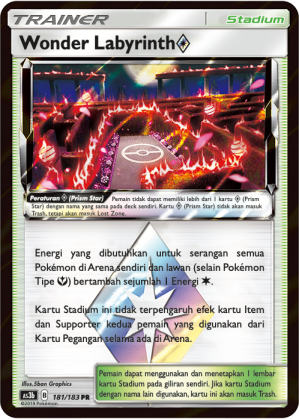 TRAINER Stadium
Wonder Labyrinth
Peraturan (Prism Star) Pemain tidak dapat memiliki lebih dari 1 kartu (Prism
Star) dengan nama yang sama pada deck sendiri. Kartu (Prism Star) tidak akan masuk
Trash, tetapi akan masuk Lost Zone.
Energi yang dibutuhkan untuk serangan semua
Pokémon di Arena sendiri dan lawan (selain Pokémon
Tipe ) bertambah sejumlah 1 Energi .
Kartu Stadium ini tidak terpengaruh efek kartu Item
dan Supporter kedua pemain yang digunakan dari
Kartu Pegangan selama ada di Arena.
Illus. 5ban Graphics
AS3b 181/183 PR
©2019 Pokémon
Pemain dapat menggunakan dan menetapkan 1 lembar
kartu Stadium pada giliran sendiri. Jika kartu Stadium
dengan nama lain digunakan, kartu ini akan masuk Trash.